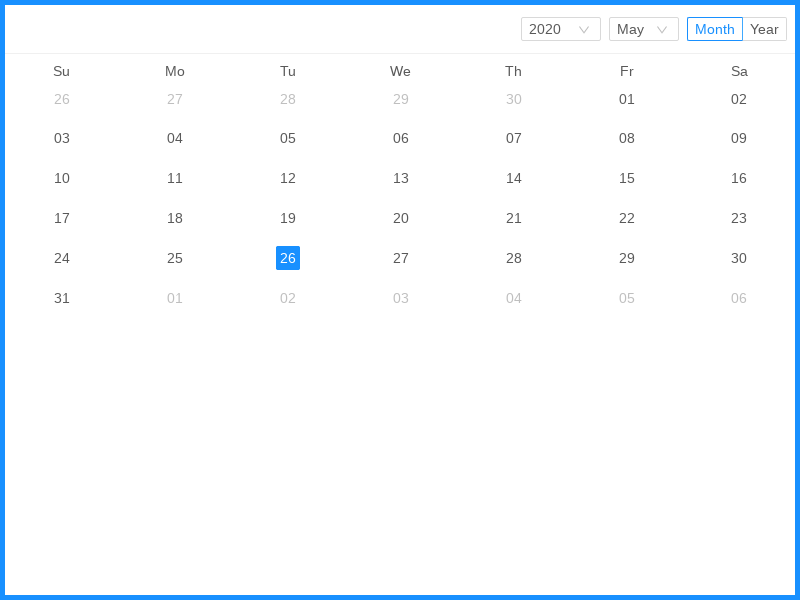 2020 May Month Year
Su Mo Tu We Th Fr Sa
26 27 28 29 30 01 02
03 04 05 06 07 08 09
10 11 12 13 14 15 16
17 18 19 20 21 22 23
24 25 26 27 28 29 30
31 01 02 03 04 05 06